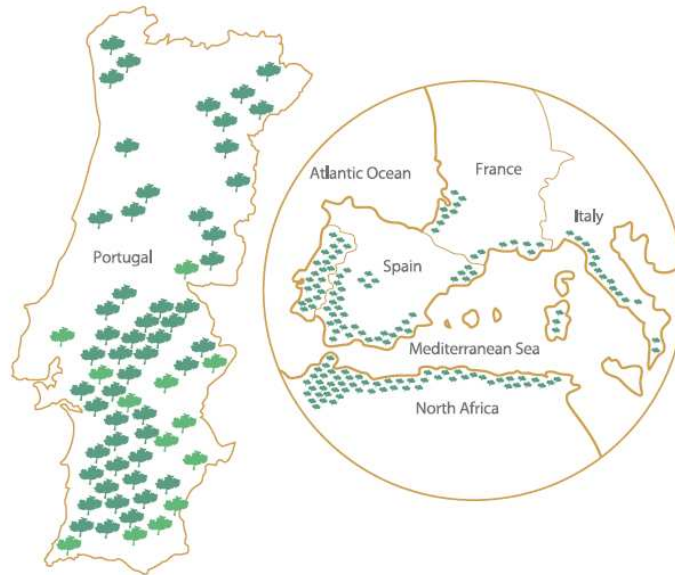 Portugal
Atlantic Ocean
France
Italy
Spain
Mediterranean Sea
North Africa